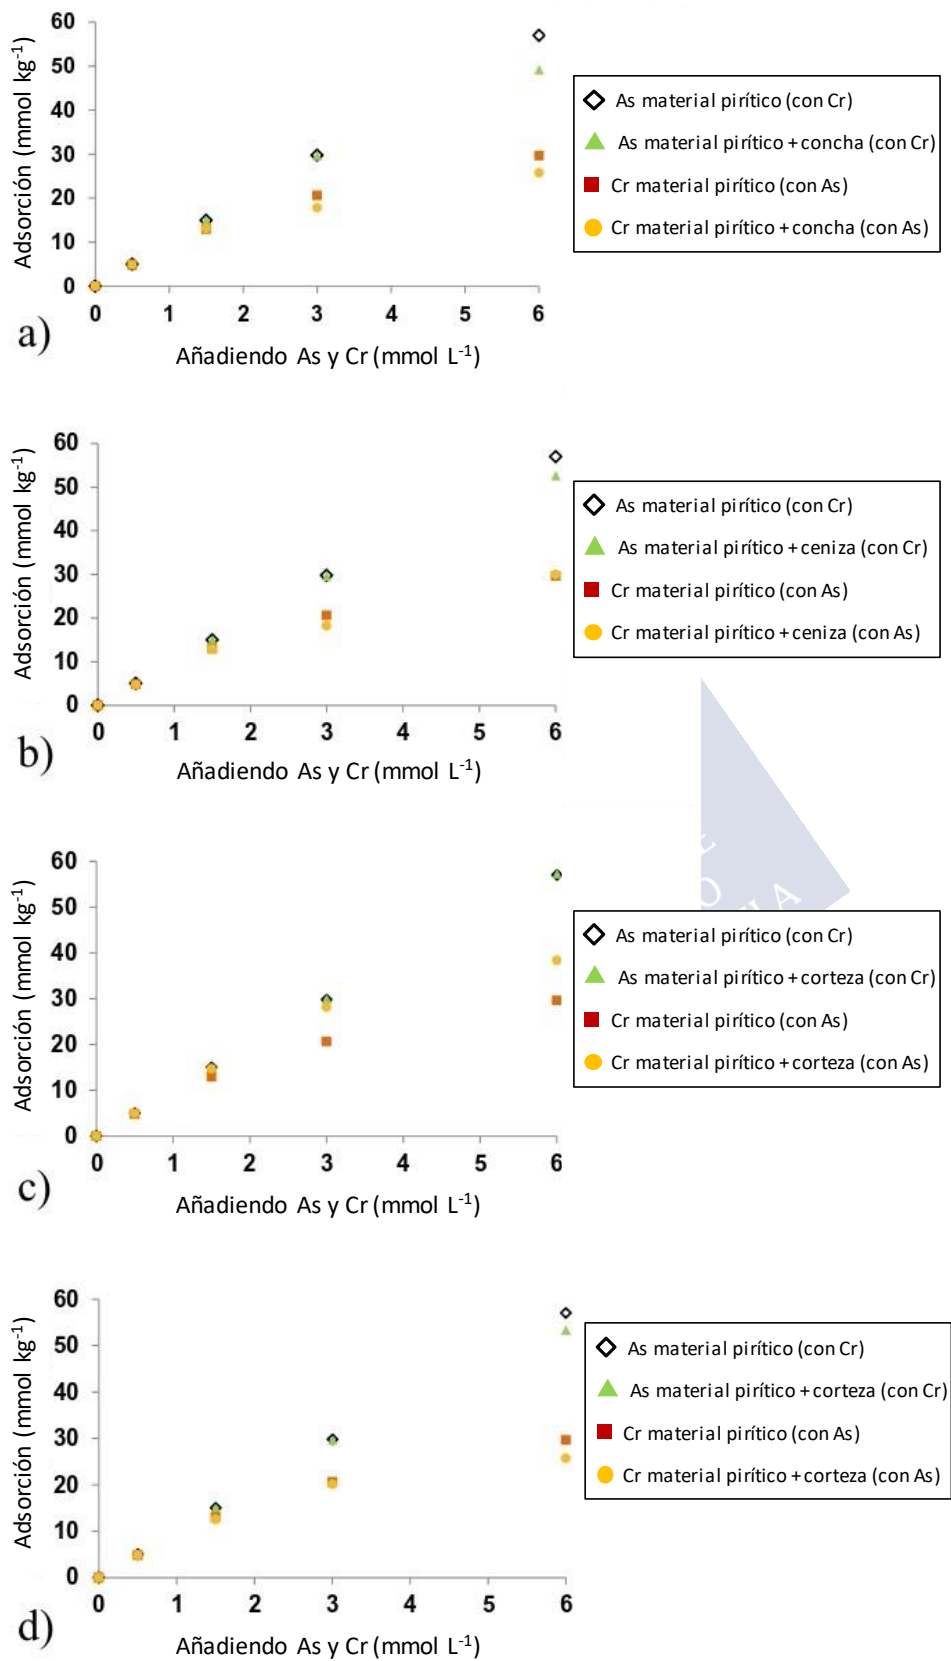 Adsorción (mmol kg⁻¹)
60
50
40
30
20
10
0
0 1 2 3 4 5 6
Añadiendo As y Cr (mmol L⁻¹)
a)
As material pirítico (con Cr)
As material pirítico + concha (con Cr)
Cr material pirítico (con As)
Cr material pirítico + concha (con As)
Adsorción (mmol kg⁻¹)
60
50
40
30
20
10
0
0 1 2 3 4 5 6
Añadiendo As y Cr (mmol L⁻¹)
b)
As material pirítico (con Cr)
As material pirítico + ceniza (con Cr)
Cr material pirítico (con As)
Cr material pirítico + ceniza (con As)
Adsorción (mmol kg⁻¹)
60
50
40
30
20
10
0
0 1 2 3 4 5 6
Añadiendo As y Cr (mmol L⁻¹)
c)
As material pirítico (con Cr)
As material pirítico + corteza (con Cr)
Cr material pirítico (con As)
Cr material pirítico + corteza (con As)
Adsorción (mmol kg⁻¹)
60
50
40
30
20
10
0
0 1 2 3 4 5 6
Añadiendo As y Cr (mmol L⁻¹)
d)
As material pirítico (con Cr)
As material pirítico + corteza (con Cr)
Cr material pirítico (con As)
Cr material pirítico + corteza (con As)